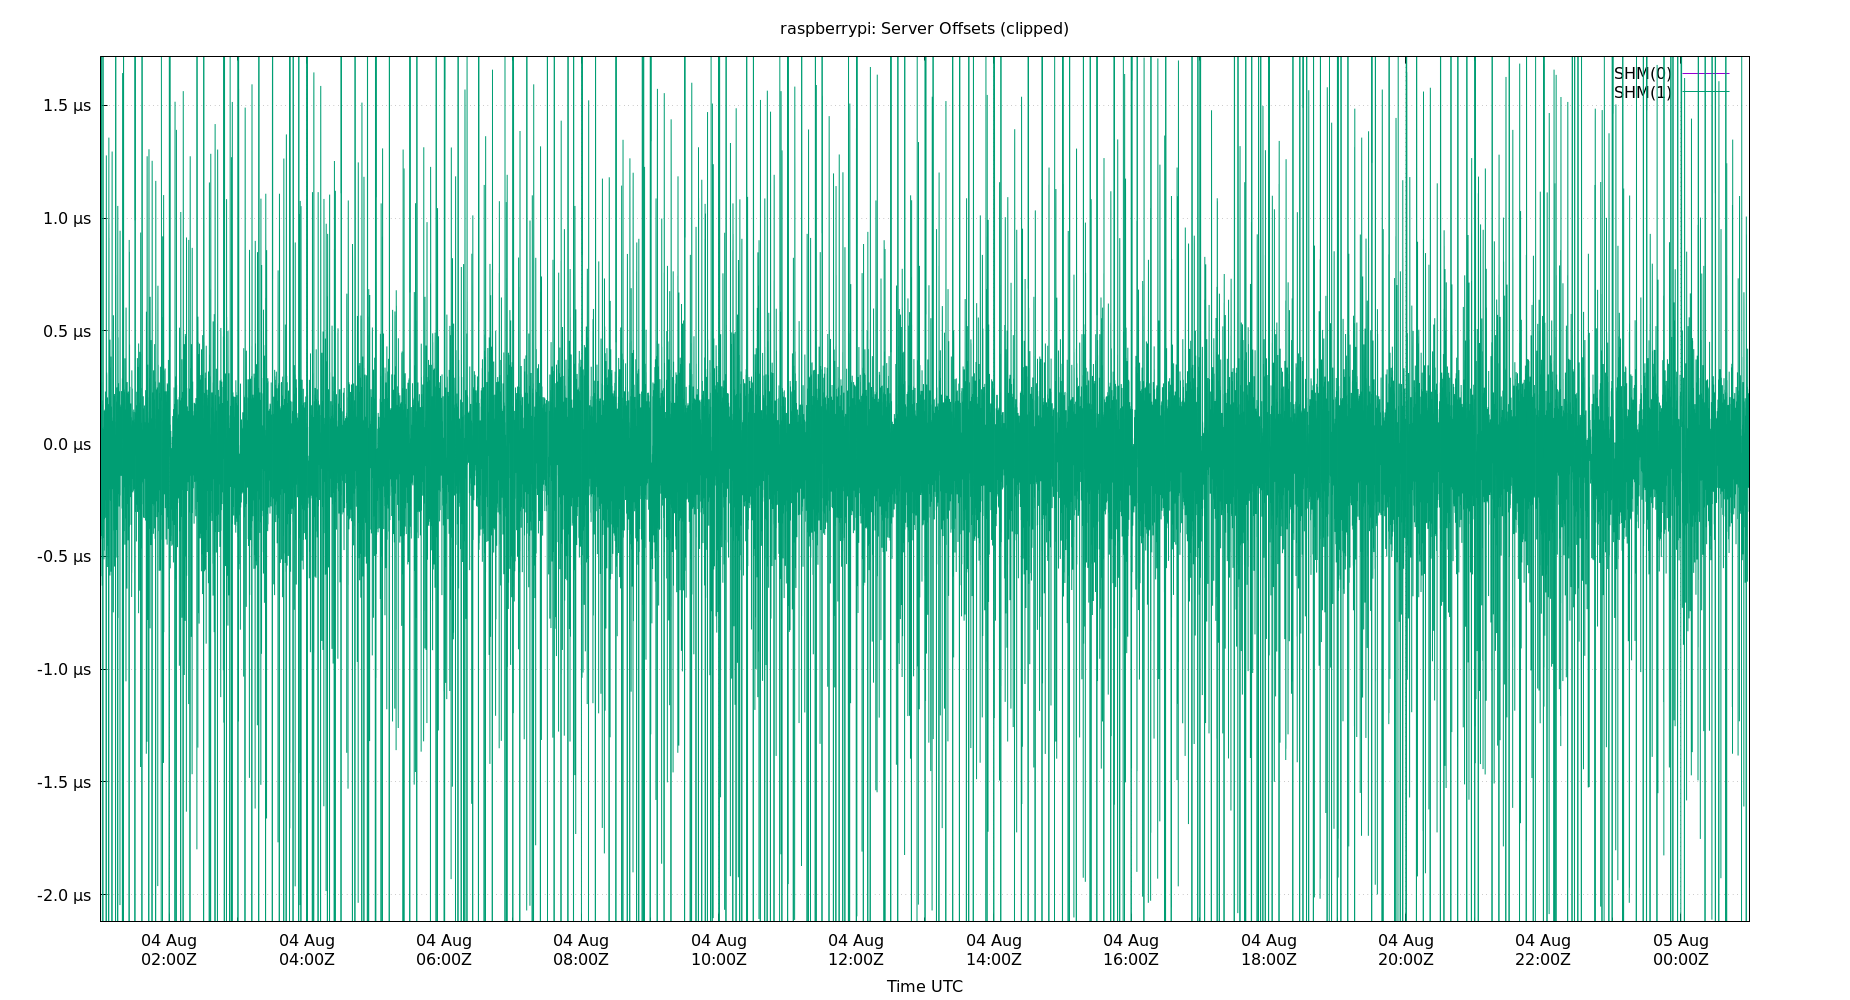 raspberrypi: Server Offsets (clipped)
SHM(0)
SHM(1)
1.5 µs
1.0 µs
0.5 µs
0.0 µs
-0.5 µs
-1.0 µs
-1.5 µs
-2.0 µs
04 Aug 04 Aug 04 Aug 04 Aug 04 Aug 04 Aug 04 Aug 04 Aug 04 Aug 04 Aug 04 Aug 05 Aug
02:00Z 04:00Z 06:00Z 08:00Z 10:00Z 12:00Z 14:00Z 16:00Z 18:00Z 20:00Z 22:00Z 00:00Z
Time UTC